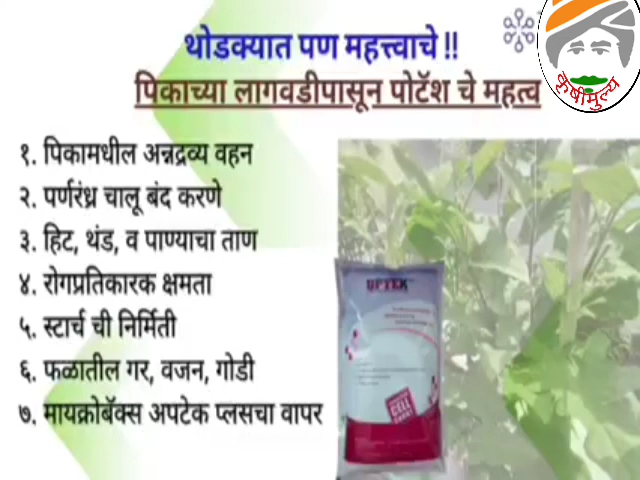 थोडक्यात पण महत्त्वाचे !!
पिकाच्या लागवडीपासून पोटॅश चे महत्व
कृषीमुल्य
१. पिकामधील अन्नद्रव्य वहन
२. पर्णरंध्र चालू बंद करणे
३. हिट, थंड, व पाण्याचा ताण
४. रोगप्रतिकारक क्षमता
५. स्टार्च ची निर्मिती
६. फळातील गर, वजन, गोडी
७. मायक्रोबॅक्स अपटेक प्लसचा वापर
UPTEK
CELL